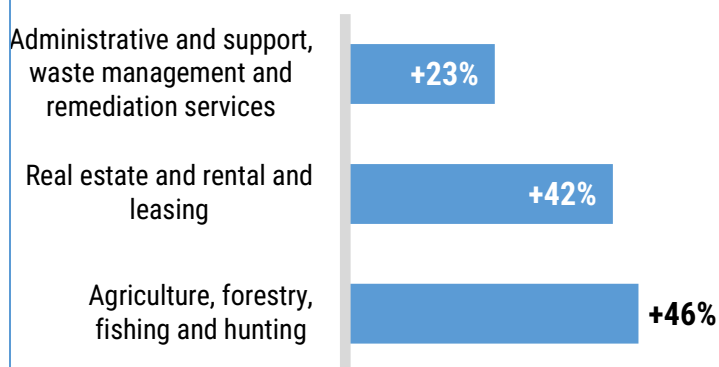 Administrative and support,
waste management and
remediation services
+23%
Real estate and rental and
leasing
+42%
Agriculture, forestry,
fishing and hunting
+46%